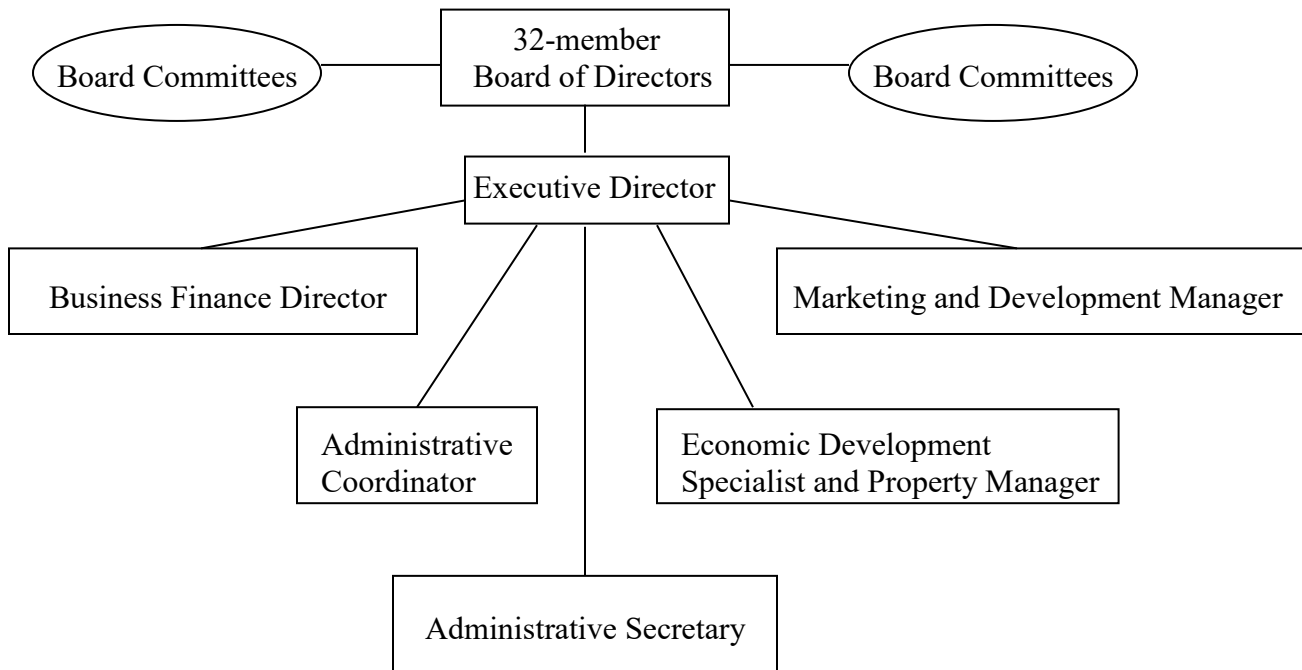 32-member
Board of Directors
Board Committees
Board Committees
Executive Director
Business Finance Director
Marketing and Development Manager
Administrative
Coordinator
Economic Development
Specialist and Property Manager
Administrative Secretary